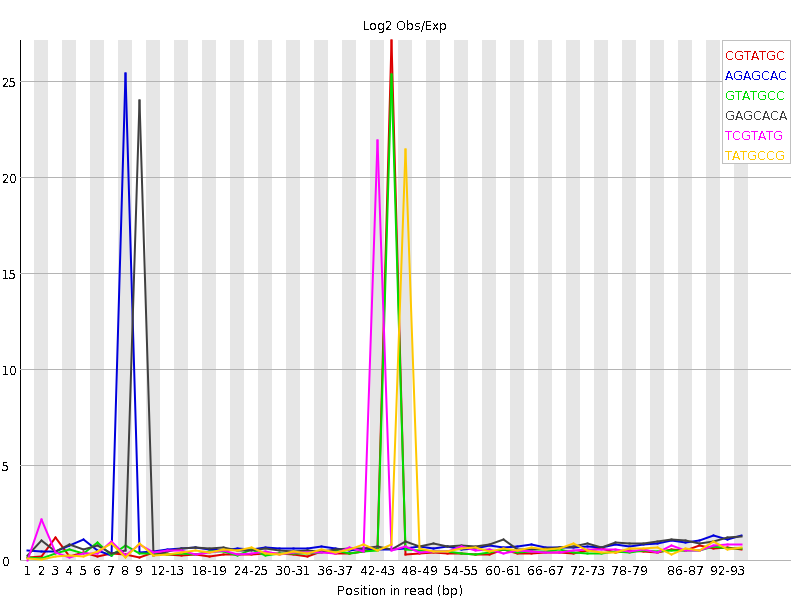 Log2 Obs/Exp
CGTATGC
AGAGCAC
GTATGCC
GAGCACA
TCGTATG
TATGCCG
25
20
15
10
5
0
1 2 3 4 5 6 7 8 9 12-13 18-19 24-25 30-31 36-37 42-43 48-49 54-55 60-61 66-67 72-73 78-79 86-87 92-93
Position in read (bp)